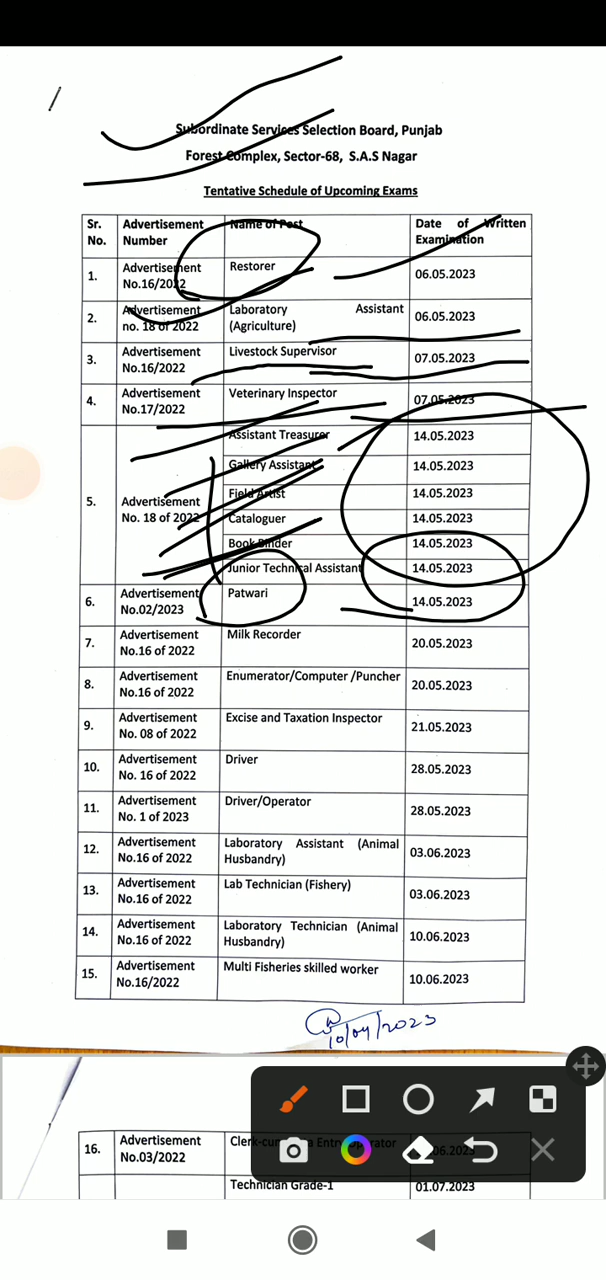 Subordinate Services Selection Board, Punjab
Forest Complex, Sector-68, S.A.S Nagar
Tentative Schedule of Upcoming Exams
Sr. No. Advertisement Number Name of Post Date of Written Examination
1. Advertisement No.16/2022 Restorer 06.05.2023
2. Advertisement no. 18 of 2022 Laboratory Assistant (Agriculture) 06.05.2023
3. Advertisement No.16/2022 Livestock Supervisor 07.05.2023
4. Advertisement No.17/2022 Veterinary Inspector 07.05.2023
5. Advertisement No. 18 of 2022 Assistant Treasurer 14.05.2023
Gallery Assistant 14.05.2023
Field Artist 14.05.2023
Cataloguer 14.05.2023
Book Binder 14.05.2023
Junior Technical Assistant 14.05.2023
6. Advertisement No.02/2023 Patwari 14.05.2023
7. Advertisement No.16 of 2022 Milk Recorder 20.05.2023
8. Advertisement No.16 of 2022 Enumerator/Computer /Puncher 20.05.2023
9. Advertisement No. 08 of 2022 Excise and Taxation Inspector 21.05.2023
10. Advertisement No. 16 of 2022 Driver 28.05.2023
11. Advertisement No. 1 of 2023 Driver/Operator 28.05.2023
12. Advertisement No.16 of 2022 Laboratory Assistant (Animal Husbandry) 03.06.2023
13. Advertisement No.16 of 2022 Lab Technician (Fishery) 03.06.2023
14. Advertisement No.16 of 2022 Laboratory Technician (Animal Husbandry) 10.06.2023
15. Advertisement No.16/2022 Multi Fisheries skilled worker 10.06.2023
10/04/2023
16. Advertisement No.03/2022
Technician Grade-1 01.07.2023